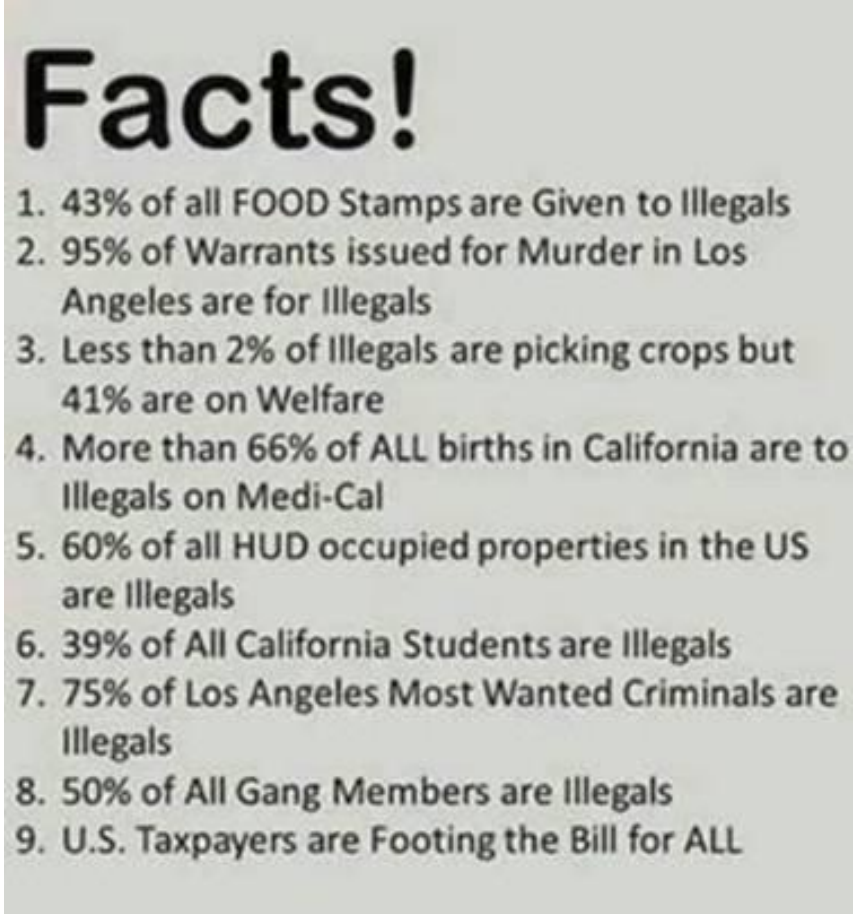 Facts!
1. 43% of all FOOD Stamps are Given to Illegals
2. 95% of Warrants issued for Murder in Los
Angeles are for Illegals
3. Less than 2% of Illegals are picking crops but
41% are on Welfare
4. More than 66% of ALL births in California are to
Illegals on Medi-Cal
5. 60% of all HUD occupied properties in the US
are Illegals
6. 39% of All California Students are Illegals
7. 75% of Los Angeles Most Wanted Criminals are
Illegals
8. 50% of All Gang Members are Illegals
9. U.S. Taxpayers are Footing the Bill for ALL